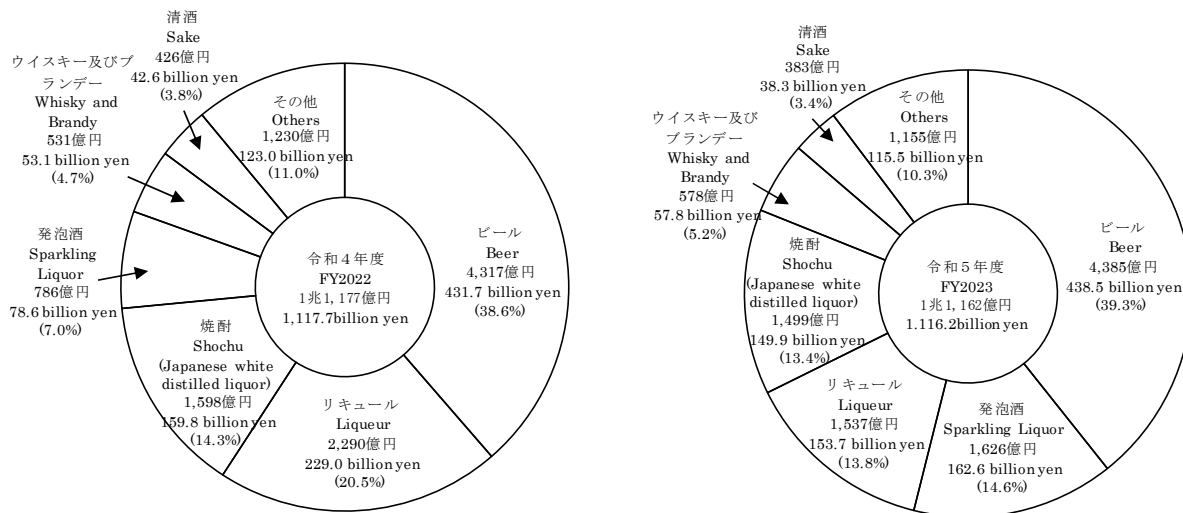 清酒
Sake
426億円
42.6 billion yen
(3.8%)
ウイスキー及びブ
ランデー
Whisky and
Brandy
531億円
53.1 billion yen
(4.7%)
その他
Others
1,230億円
123.0 billion yen
(11.0%)
発泡酒
Sparkling
Liquor
786億円
78.6 billion yen
(7.0%)
ビール
Beer
4,317億円
431.7 billion yen
(38.6%)
令和4年度
FY2022
1兆1,177億円
1,117.7billion yen
焼酎
Shochu
(Japanese white
distilled liquor)
1,598億円
159.8 billion yen
(14.3%)
リキュール
Liqueur
2,290億円
229.0 billion yen
(20.5%)
清酒
Sake
383億円
38.3 billion yen
(3.4%)
ウイスキー及び
ブランデー
Whisky and
Brandy
578億円
57.8 billion yen
(5.2%)
その他
Others
1,155億円
115.5 billion yen
(10.3%)
ビール
Beer
4,385億円
438.5 billion yen
(39.3%)
焼酎
Shochu
(Japanese white
distilled liquor)
1,499億円
149.9 billion yen
(13.4%)
令和5年度
FY2023
1兆1,162億円
1.116.2billion yen
リキュール
Liqueur
1,537億円
153.7 billion yen
(13.8%)
発泡酒
Sparkling Liquor
1,626億円
162.6 billion yen
(14.6%)